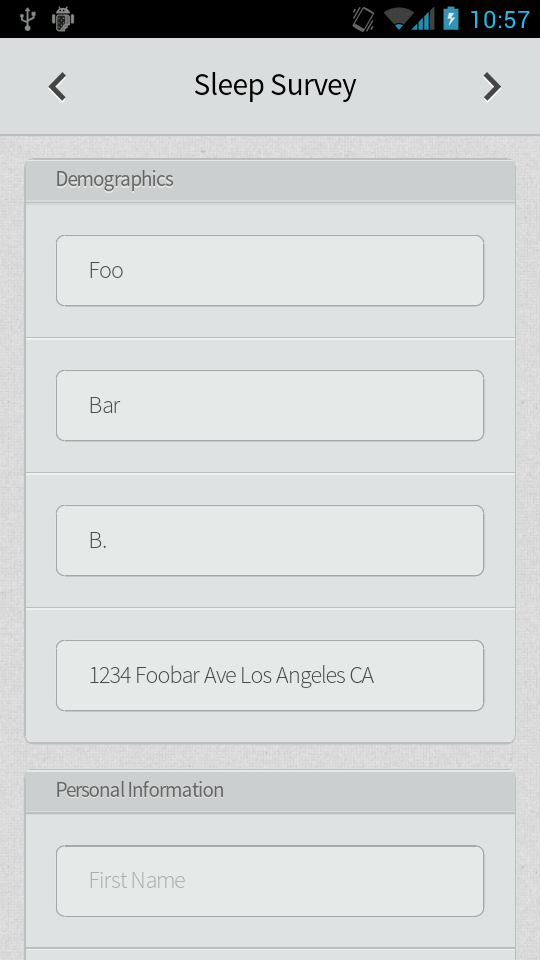 10:57
Sleep Survey
Demographics
Foo
Bar
B.
1234 Foobar Ave Los Angeles CA
Personal Information
First Name